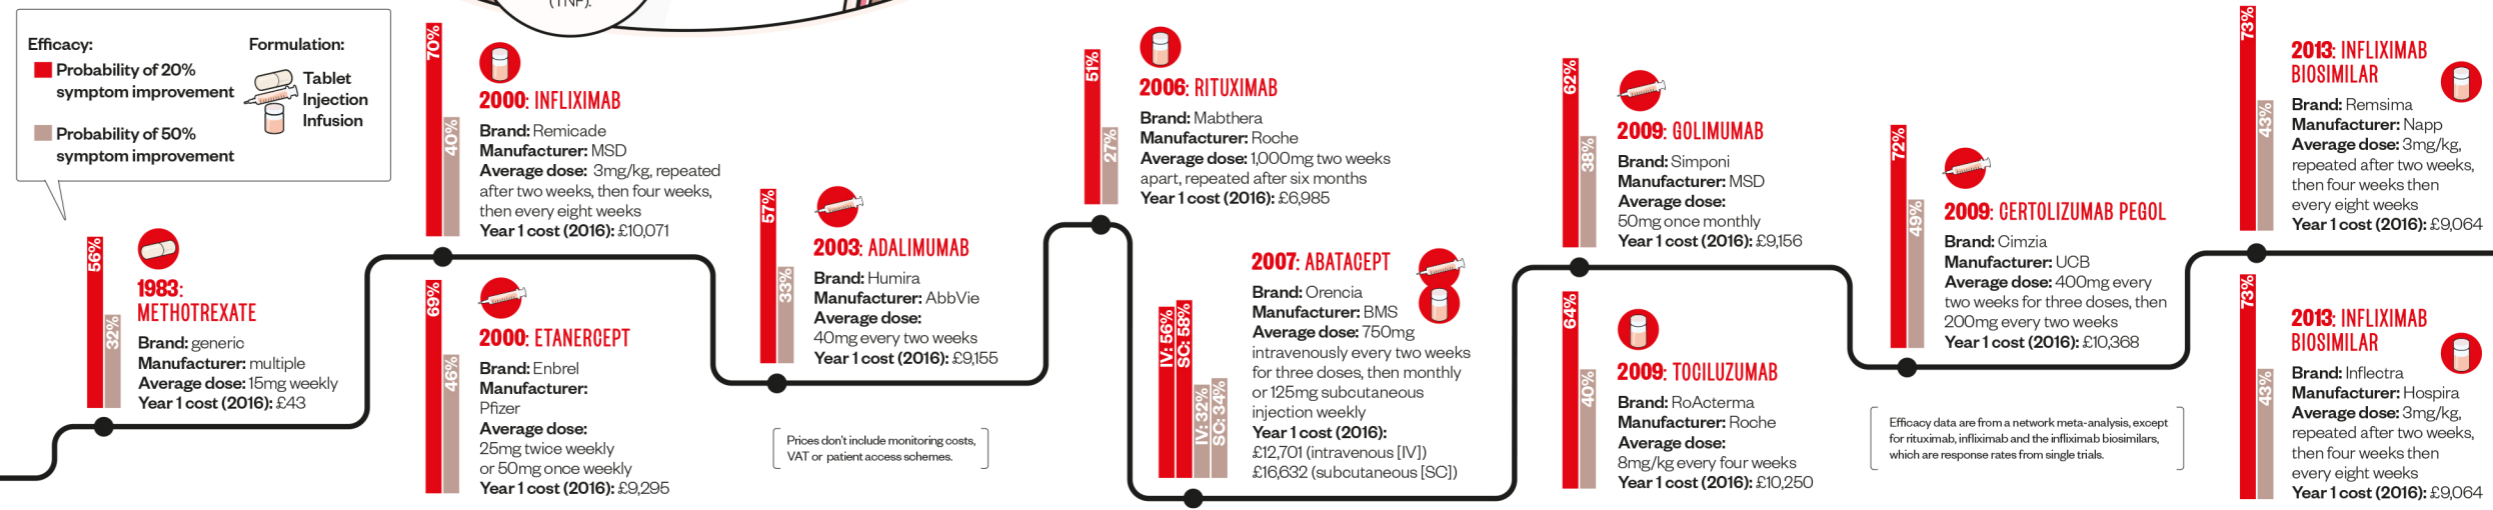 (TNF).
Efficacy:
Probability of 20%
symptom improvement
Probability of 50%
symptom improvement
Formulation:
Tablet
Injection
Infusion
56%
32%
1983:
METHOTREXATE
Brand: generic
Manufacturer: multiple
Average dose: 15mg weekly
Year 1 cost (2016): £43
70%
40%
2000: INFLIXIMAB
Brand: Remicade
Manufacturer: MSD
Average dose: 3mg/kg, repeated
after two weeks, then four weeks,
then every eight weeks
Year 1 cost (2016): £10,071
69%
46%
2000: ETANERCEPT
Brand: Enbrel
Manufacturer:
Pfizer
Average dose:
25mg twice weekly
or 50mg once weekly
Year 1 cost (2016): £9,295
57%
33%
2003: ADALIMUMAB
Brand: Humira
Manufacturer: AbbVie
Average dose:
40mg every two weeks
Year 1 cost (2016): £9,155
Prices don't include monitoring costs,
VAT or patient access schemes.
51%
27%
2006: RITUXIMAB
Brand: Mabthera
Manufacturer: Roche
Average dose: 1,000mg two weeks
apart, repeated after six months
Year 1 cost (2016): £6,985
IV: 56%
SC: 58%
IV: 32%
SC: 34%
2007: ABATACEPT
Brand: Orencia
Manufacturer: BMS
Average dose: 750mg
intravenously every two weeks
for three doses, then monthly
or 125mg subcutaneous
injection weekly
Year 1 cost (2016):
£12,701 (intravenous [IV])
£16,632 (subcutaneous [SC])
62%
38%
2009: GOLIMUMAB
Brand: Simponi
Manufacturer: MSD
Average dose:
50mg once monthly
Year 1 cost (2016): £9,156
64%
40%
2009: TOCILUZUMAB
Brand: RoActerma
Manufacturer: Roche
Average dose:
8mg/kg every four weeks
Year 1 cost (2016): £10,250
72%
49%
2009: CERTOLIZUMAB PEGOL
Brand: Cimzia
Manufacturer: UCB
Average dose: 400mg every
two weeks for three doses, then
200mg every two weeks
Year 1 cost (2016): £10,368
Efficacy data are from a network meta-analysis, except
for rituximab, infliximab and the infliximab biosimilars,
which are response rates from single trials.
73%
43%
2013: INFLIXIMAB
BIOSIMILAR
Brand: Remsima
Manufacturer: Napp
Average dose: 3mg/kg,
repeated after two weeks,
then four weeks then
every eight weeks
Year 1 cost (2016): £9,064
73%
43%
2013: INFLIXIMAB
BIOSIMILAR
Brand: Inflectra
Manufacturer: Hospira
Average dose: 3mg/kg,
repeated after two weeks,
then four weeks then
every eight weeks
Year 1 cost (2016): £9,064